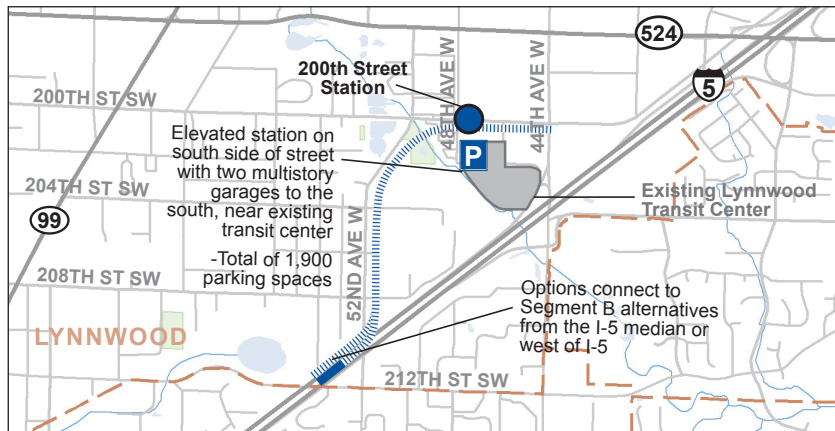 524
48TH AVE W
44TH AVE W
200th Street
Station
5
200TH ST SW
Elevated station on
south side of street
with two multistory
garages to the
south, near existing
transit center
-Total of 1,900
parking spaces
P
204TH ST SW
Existing Lynnwood
Transit Center
99
52ND AVE W
208TH ST SW
Options connect to
Segment B alternatives
from the I-5 median or
west of I-5
LYNNWOOD
212TH ST SW